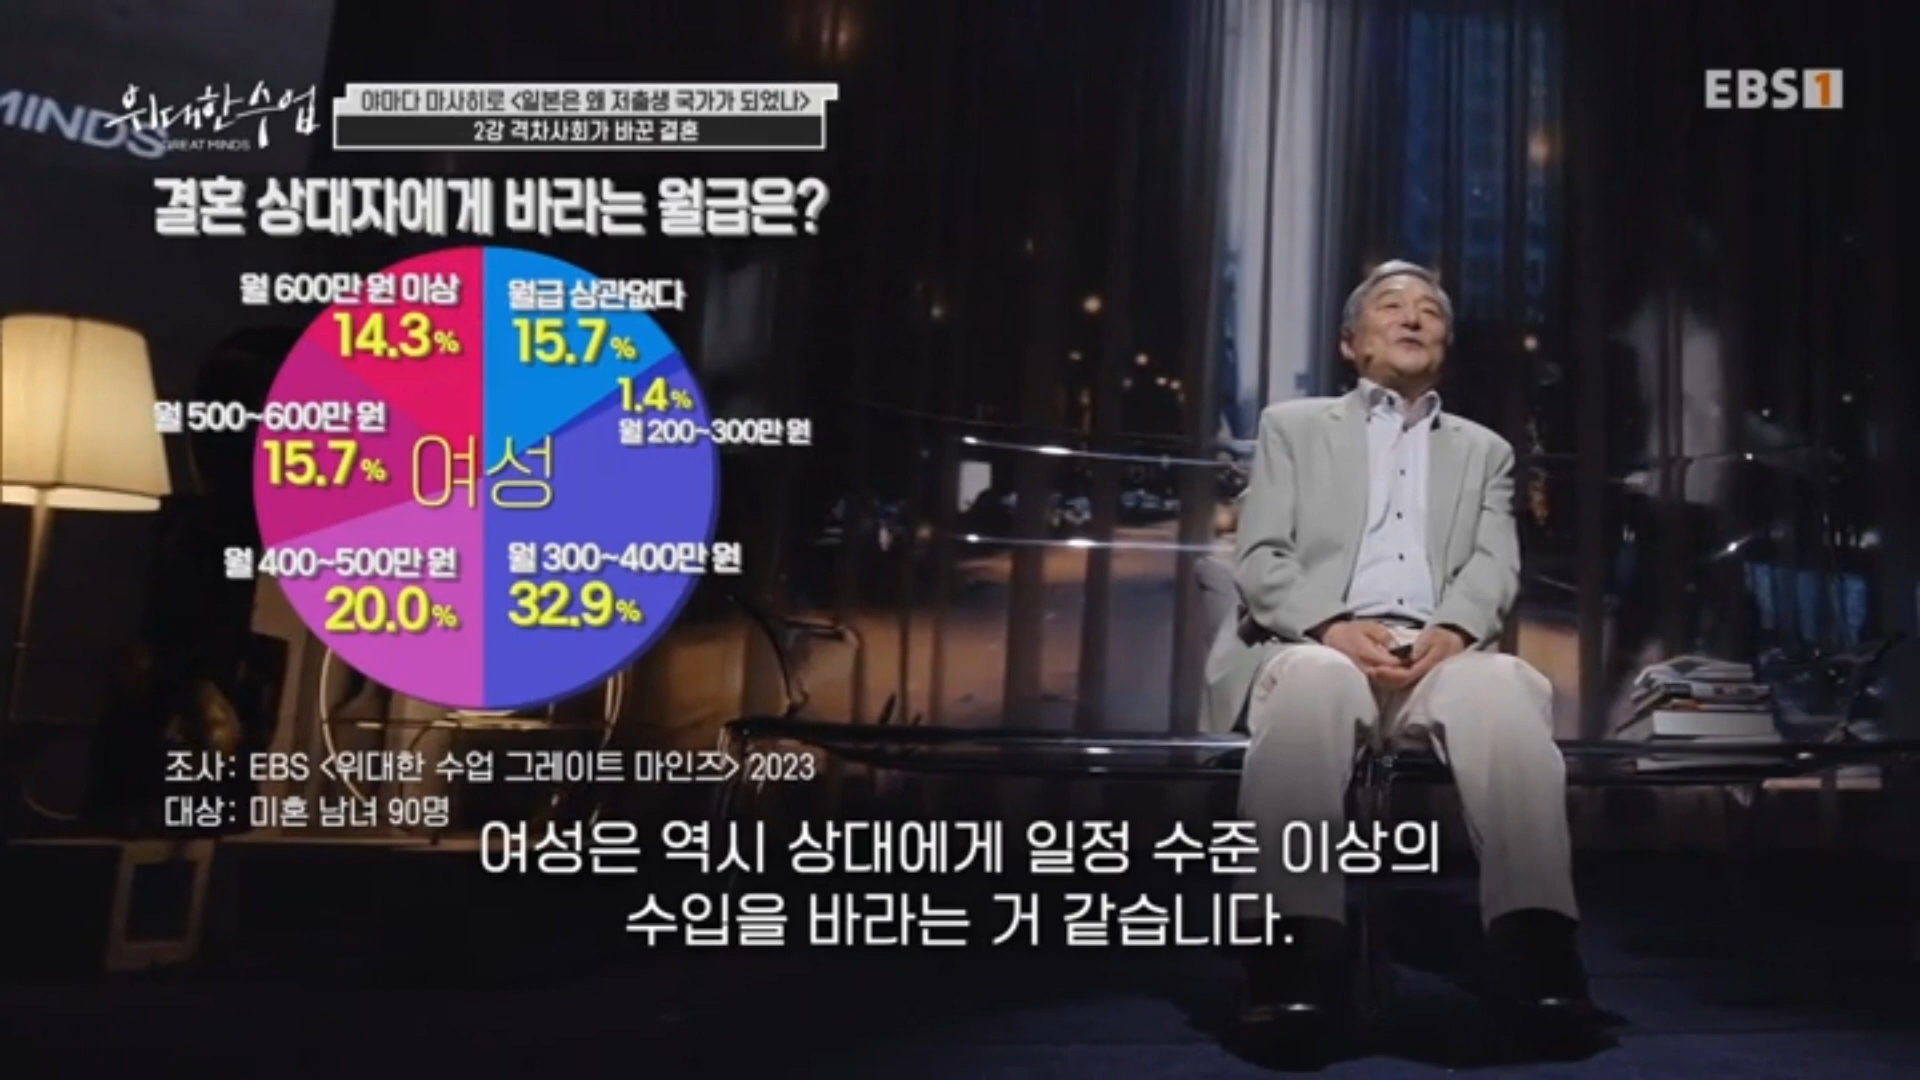 MINDS
위대한 수업
GREAT MINDS
야마다 마사히로 <일본은 왜 저출생 국가가 되었나>
2강 격차사회가 바꾼 결혼
EBS1
결혼 상대자에게 바라는 월급은?
월 600만 원 이상
14.3%
월급 상관없다
15.7%
1.4%
월 200~300만 원
월 500~600만 원
15.7%
여성
월 400~500만 원
20.0%
월 300~400만 원
32.9%
조사: EBS <위대한 수업 그레이트 마인즈> 2023
대상: 미혼 남녀 90명
여성은 역시 상대에게 일정 수준 이상의
수입을 바라는 거 같습니다.